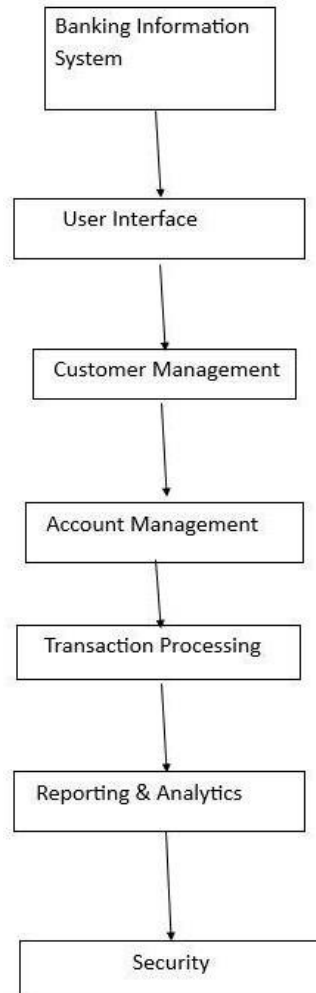 Banking Information
System
User Interface
Customer Management
Account Management
Transaction Processing
Reporting & Analytics
Security